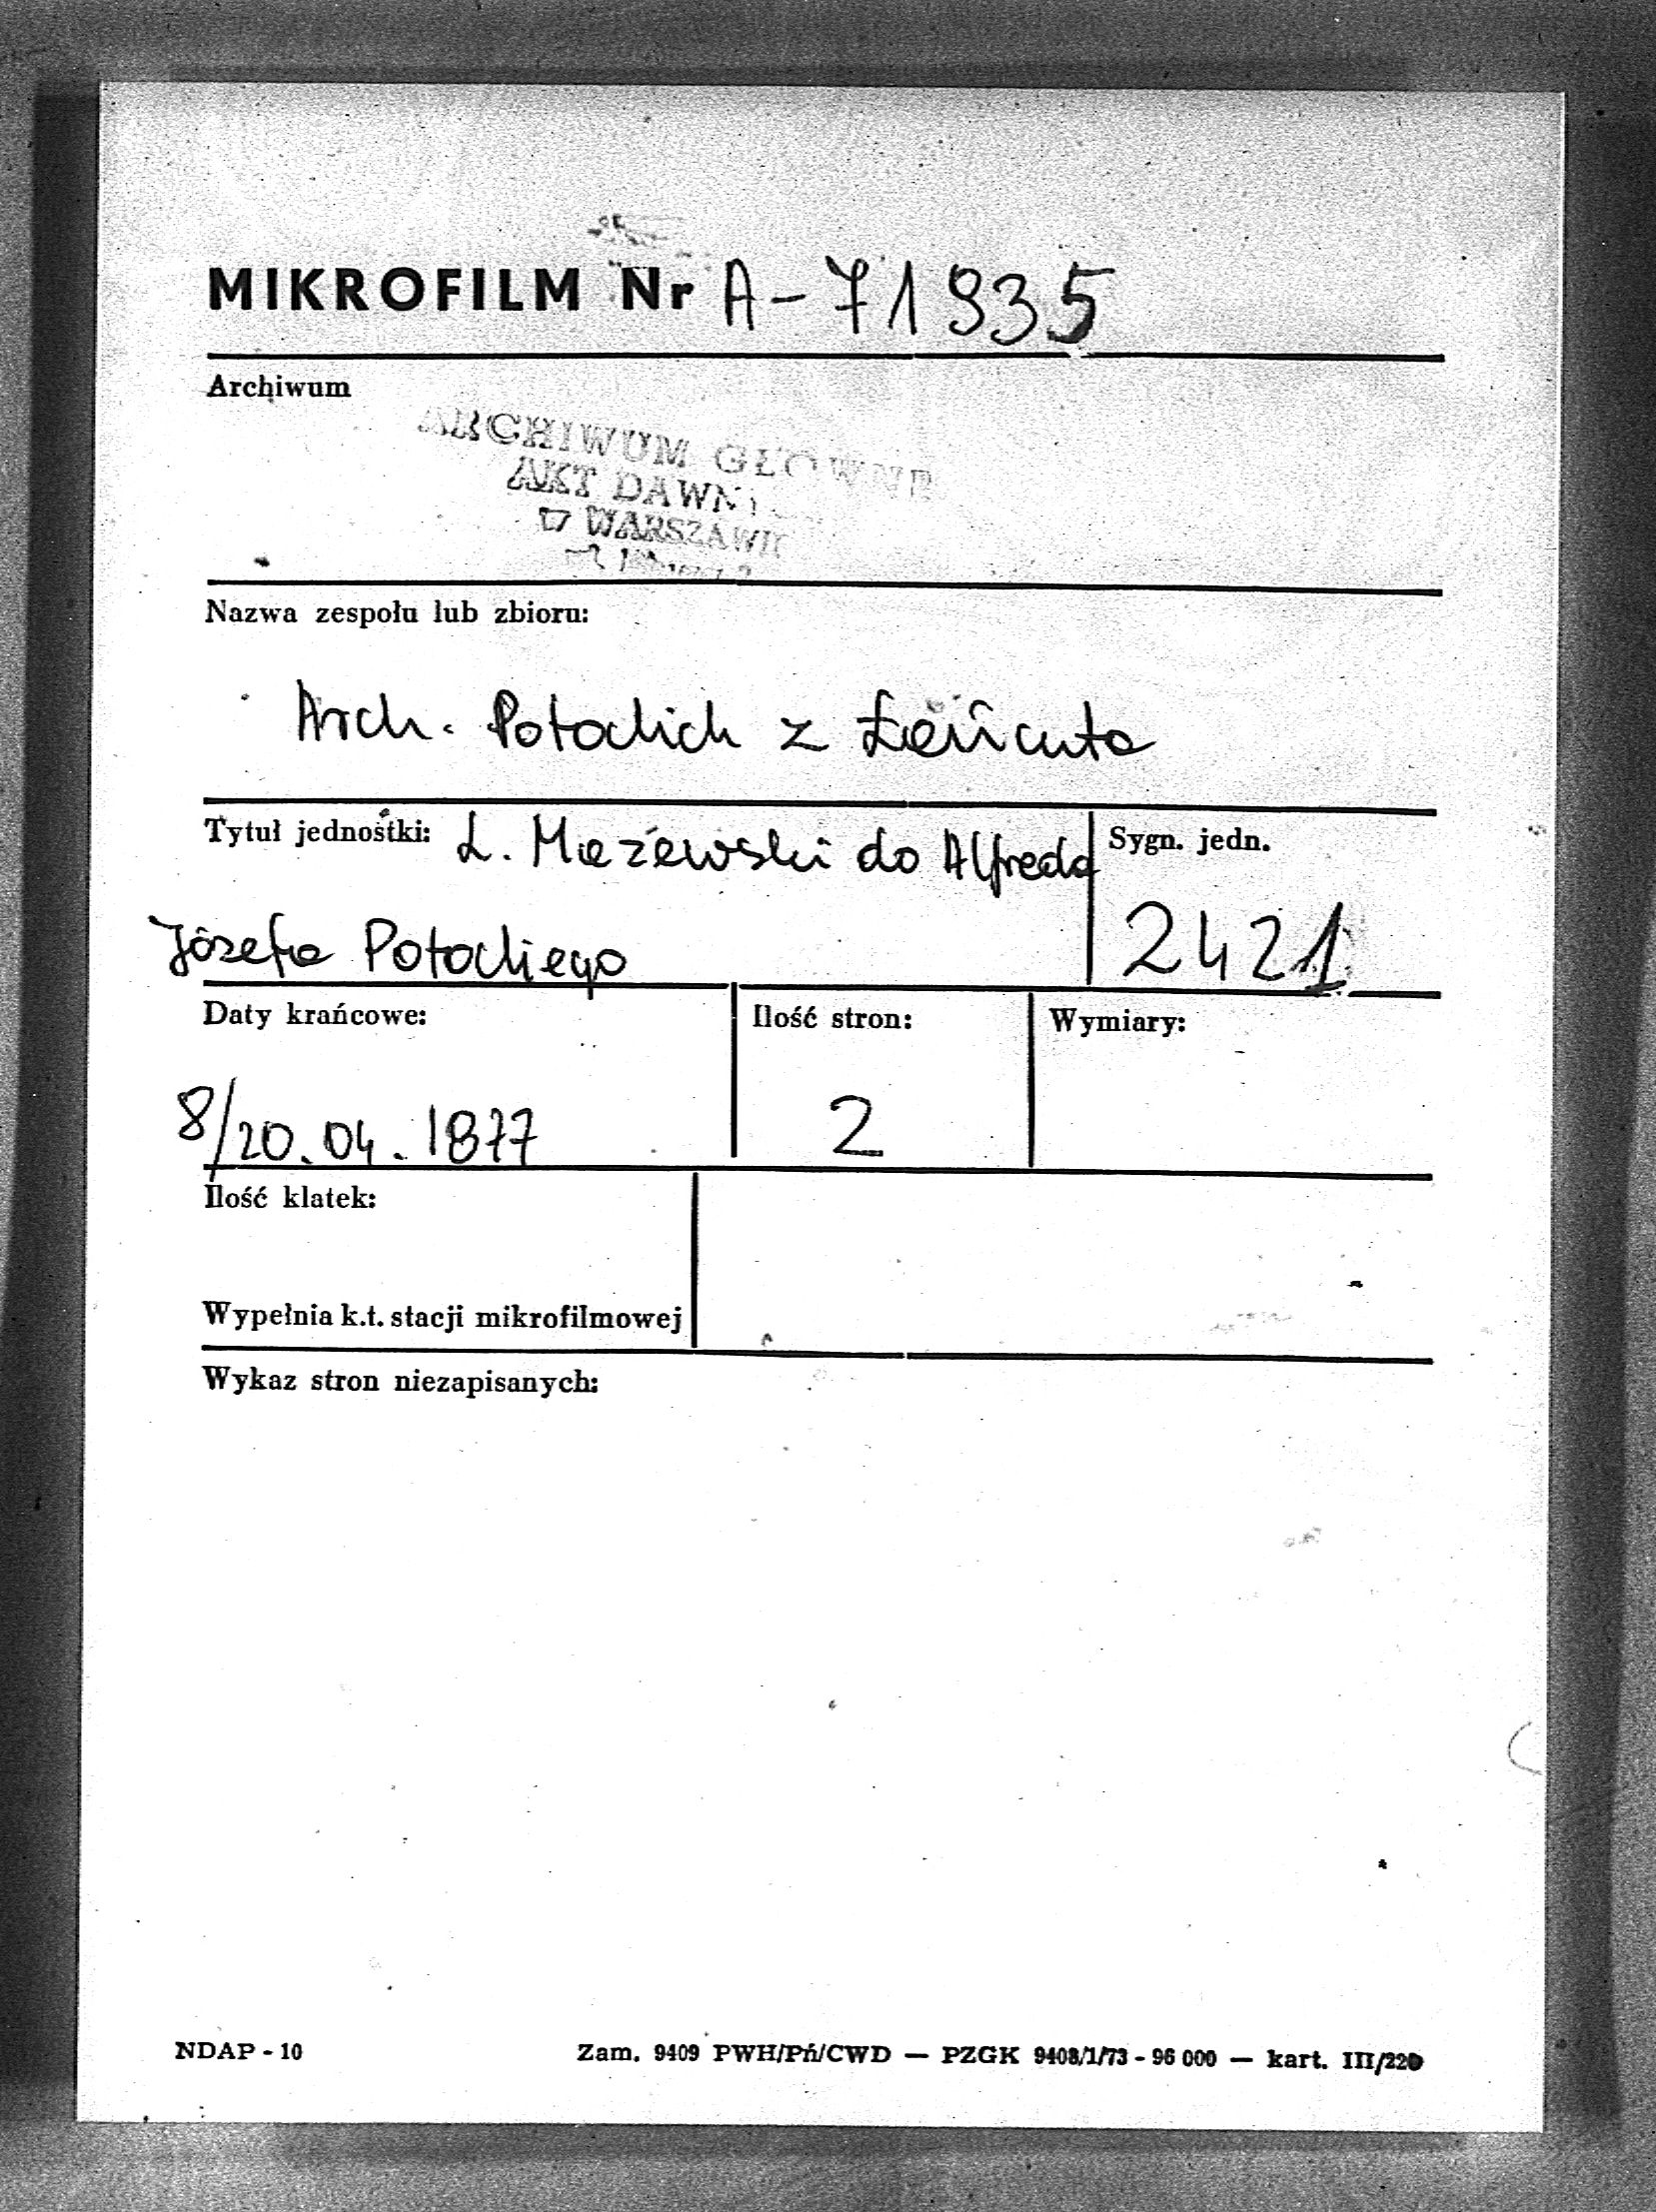 MIKROFILM Nr A-71935
Archiwum
ARCHIWUM GŁÓWNE
AKT DAWN
W WARSZAWIE
Nazwa zespołu lub zbioru:
Arch. Potockich z Łańcuta
Tytuł jednostki: L. Mażewski do Alfreda
Sygn. jedn.
Józefa Potockiego
2421
Daty krańcowe:
Ilość stron:
Wymiary:
8/20.04.1877
2
Ilość klatek:
Wypełnia k.t. stacji mikrofilmowej
Wykaz stron niezapisanych:
NDAP - 10
Zam. 9409 PWH/Pń/CWD — PZGK 9408/1/73 - 96 000 — kart. III/220